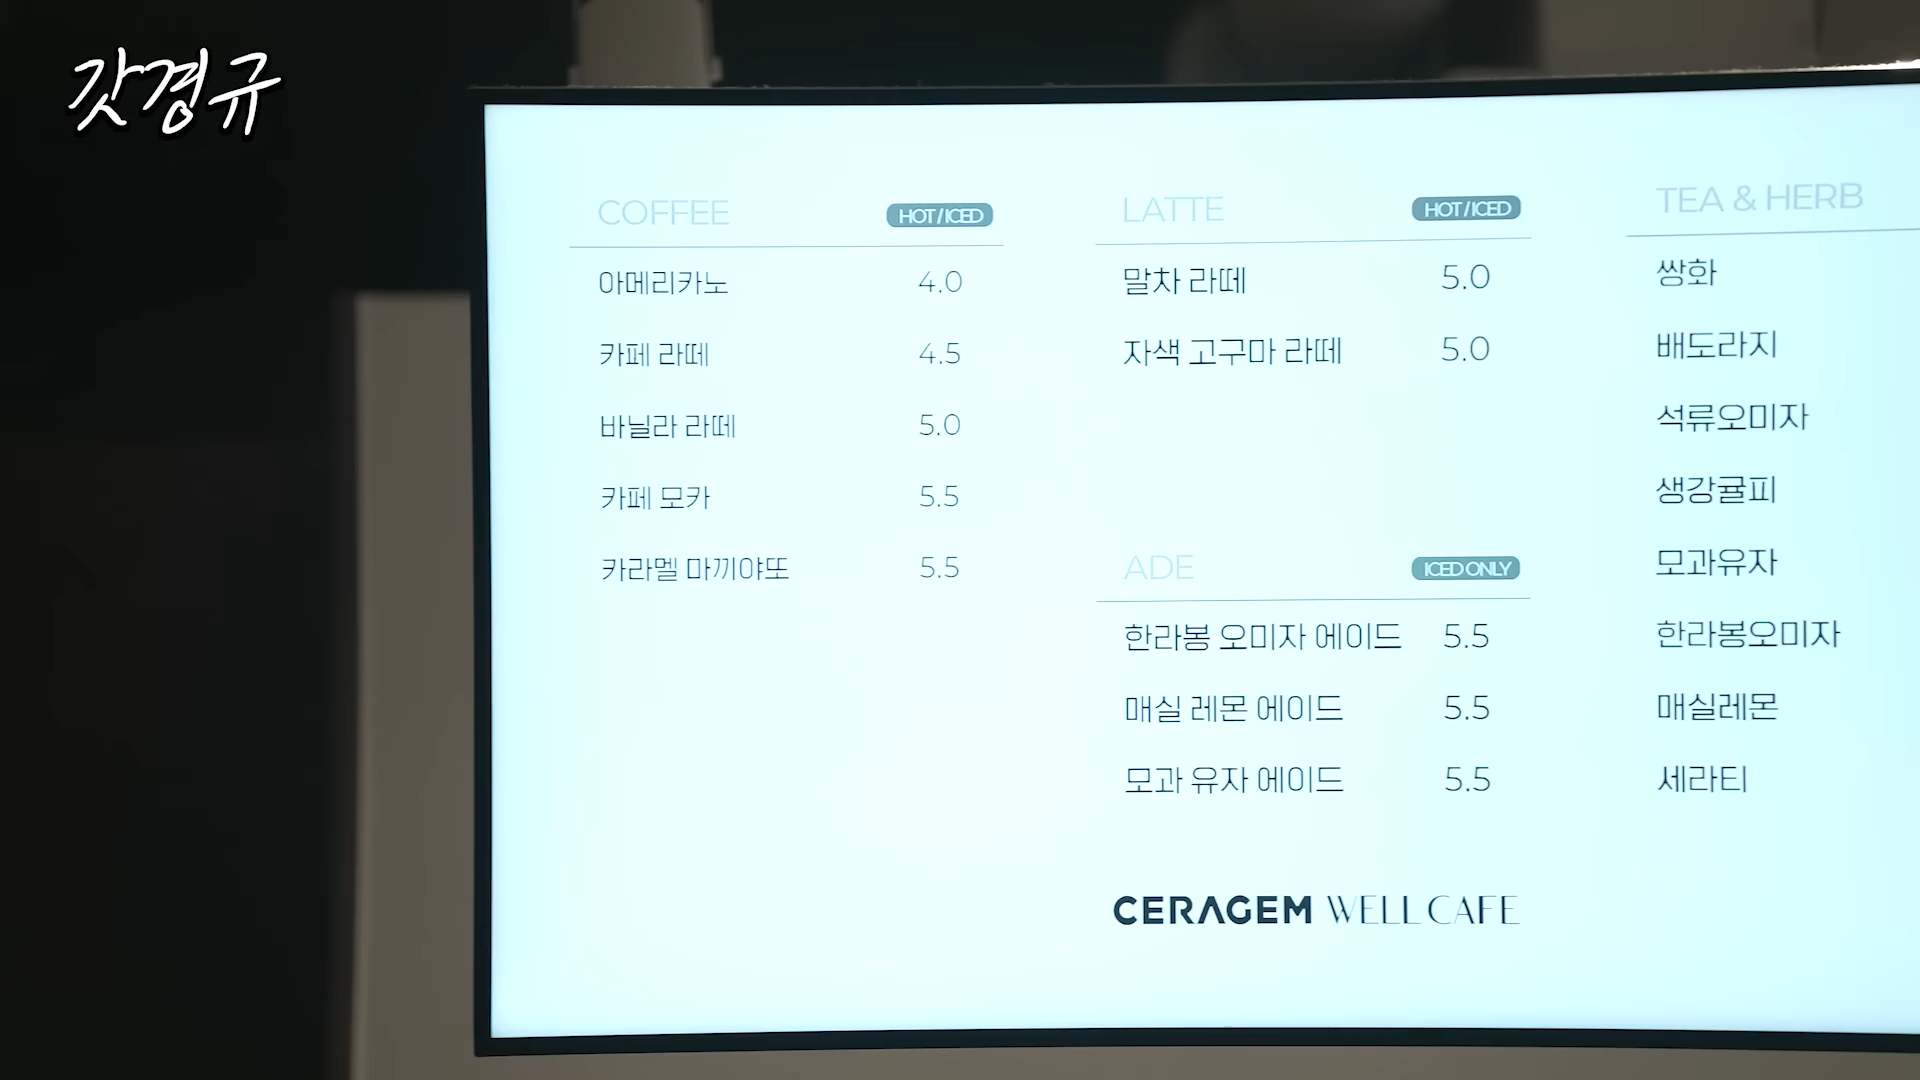 갓경규
COFFEE HOT/ICED
아메리카노 4.0
카페 라떼 4.5
바닐라 라떼 5.0
카페 모카 5.5
카라멜 마끼야또 5.5
LATTE HOT/ICED
말차 라떼 5.0
자색 고구마 라떼 5.0
ADE ICED ONLY
한라봉 오미자 에이드 5.5
매실 레몬 에이드 5.5
모과 유자 에이드 5.5
TEA & HERB
쌍화
배도라지
석류오미자
생강귤피
모과유자
한라봉오미자
매실레몬
세라티
CERAGEM WELL CAFE